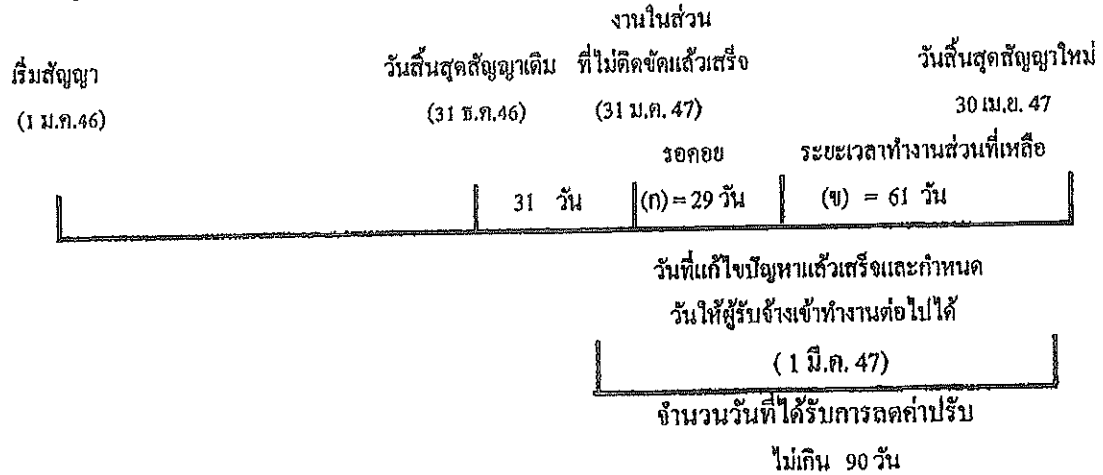 งานในส่วน
เริ่มสัญญา วันสิ้นสุดสัญญาเดิม ที่ไม่ติดขัดแล้วเสร็จ วันสิ้นสุดสัญญาใหม่
(1 ม.ค.46) (31 ธ.ค.46) (31 ม.ค. 47) 30 เม.ย. 47
รอคอย ระยะเวลาทำงานส่วนที่เหลือ
31 วัน (ก) = 29 วัน (ข) = 61 วัน
วันที่แก้ไขปัญหาแล้วเสร็จและกำหนด
วันให้ผู้รับจ้างเข้าทำงานต่อไปได้
( 1 มี.ค. 47)
จำนวนวันที่ได้รับการลดค่าปรับ
ไม่เกิน 90 วัน